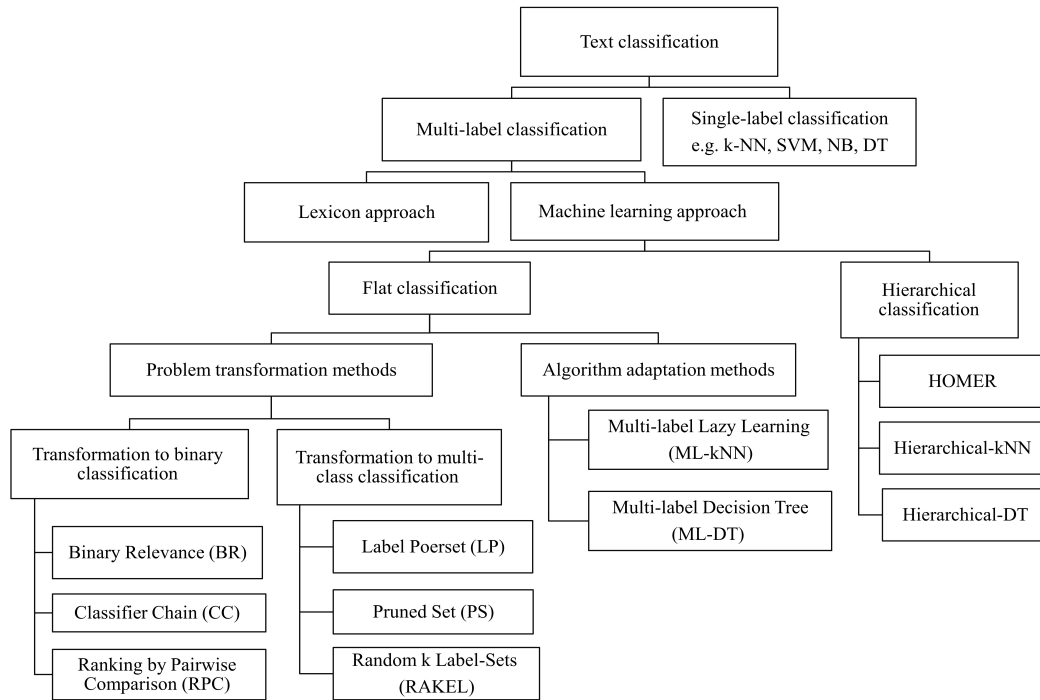 Text classification
Multi-label classification
Single-label classification
e.g. k-NN, SVM, NB, DT
Lexicon approach
Machine learning approach
Flat classification
Hierarchical
classification
Problem transformation methods
Algorithm adaptation methods
HOMER
Hierarchical-kNN
Hierarchical-DT
Multi-label Lazy Learning
(ML-kNN)
Multi-label Decision Tree
(ML-DT)
Transformation to binary
classification
Transformation to multi-
class classification
Binary Relevance (BR)
Classifier Chain (CC)
Ranking by Pairwise
Comparison (RPC)
Label Poerset (LP)
Pruned Set (PS)
Random k Label-Sets
(RAKEL)